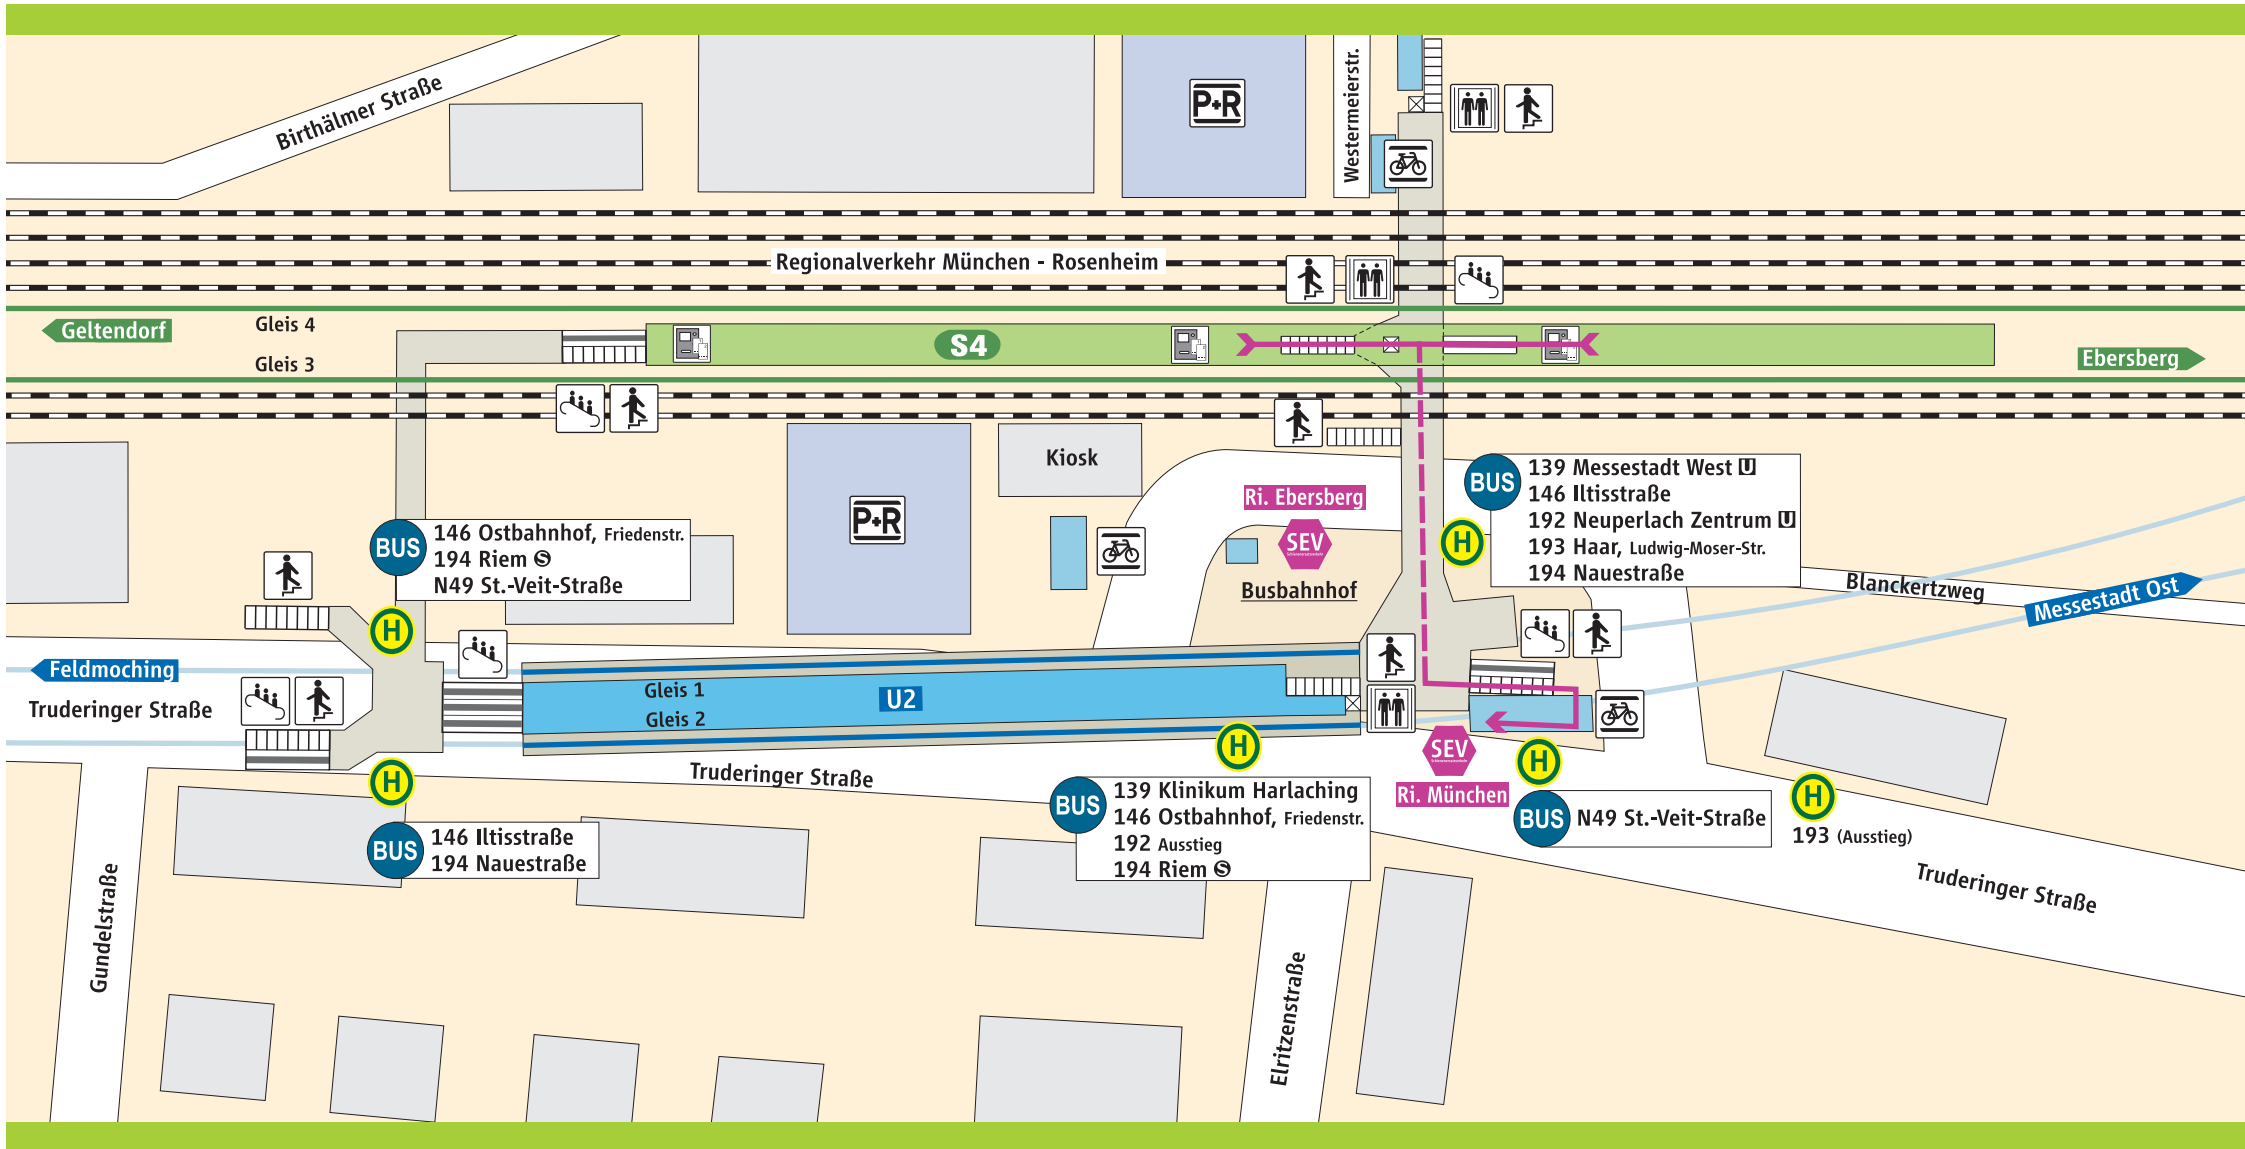 Birthälmer Straße
P+R
Westermeierstr.
Regionalverkehr München - Rosenheim
Geltendorf
Gleis 4
Gleis 3
S4
Ebersberg
Kiosk
P+R
Ri. Ebersberg
SEV
Schienenersatzverkehr
Busbahnhof
BUS
139 Messestadt West U
146 Iltisstraße
192 Neuperlach Zentrum U
193 Haar, Ludwig-Moser-Str.
194 Nauestraße
H
BUS
146 Ostbahnhof, Friedenstr.
194 Riem S
N49 St.-Veit-Straße
H
Blanckertzweg
Messestadt Ost
Feldmoching
Truderinger Straße
Gleis 1
Gleis 2
U2
H
Truderinger Straße
H
BUS
146 Iltisstraße
194 Nauestraße
BUS
139 Klinikum Harlaching
146 Ostbahnhof, Friedenstr.
192 Ausstieg
194 Riem S
SEV
Schienenersatzverkehr
Ri. München
H
BUS
N49 St.-Veit-Straße
H
193 (Ausstieg)
Truderinger Straße
Gundelstraße
Elritzenstraße